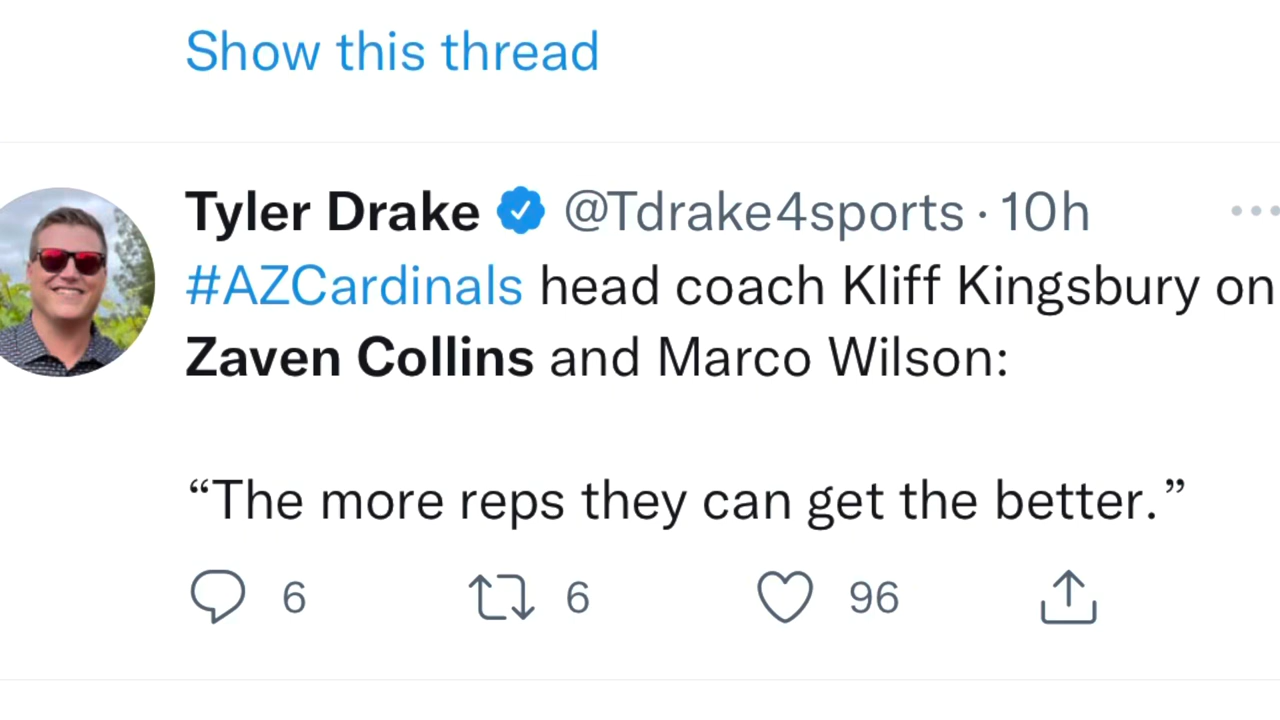 Show this thread
Tyler Drake @Tdrake4sports · 10h
#AZCardinals head coach Kliff Kingsbury on
Zaven Collins and Marco Wilson:
“The more reps they can get the better.”
6 6 96